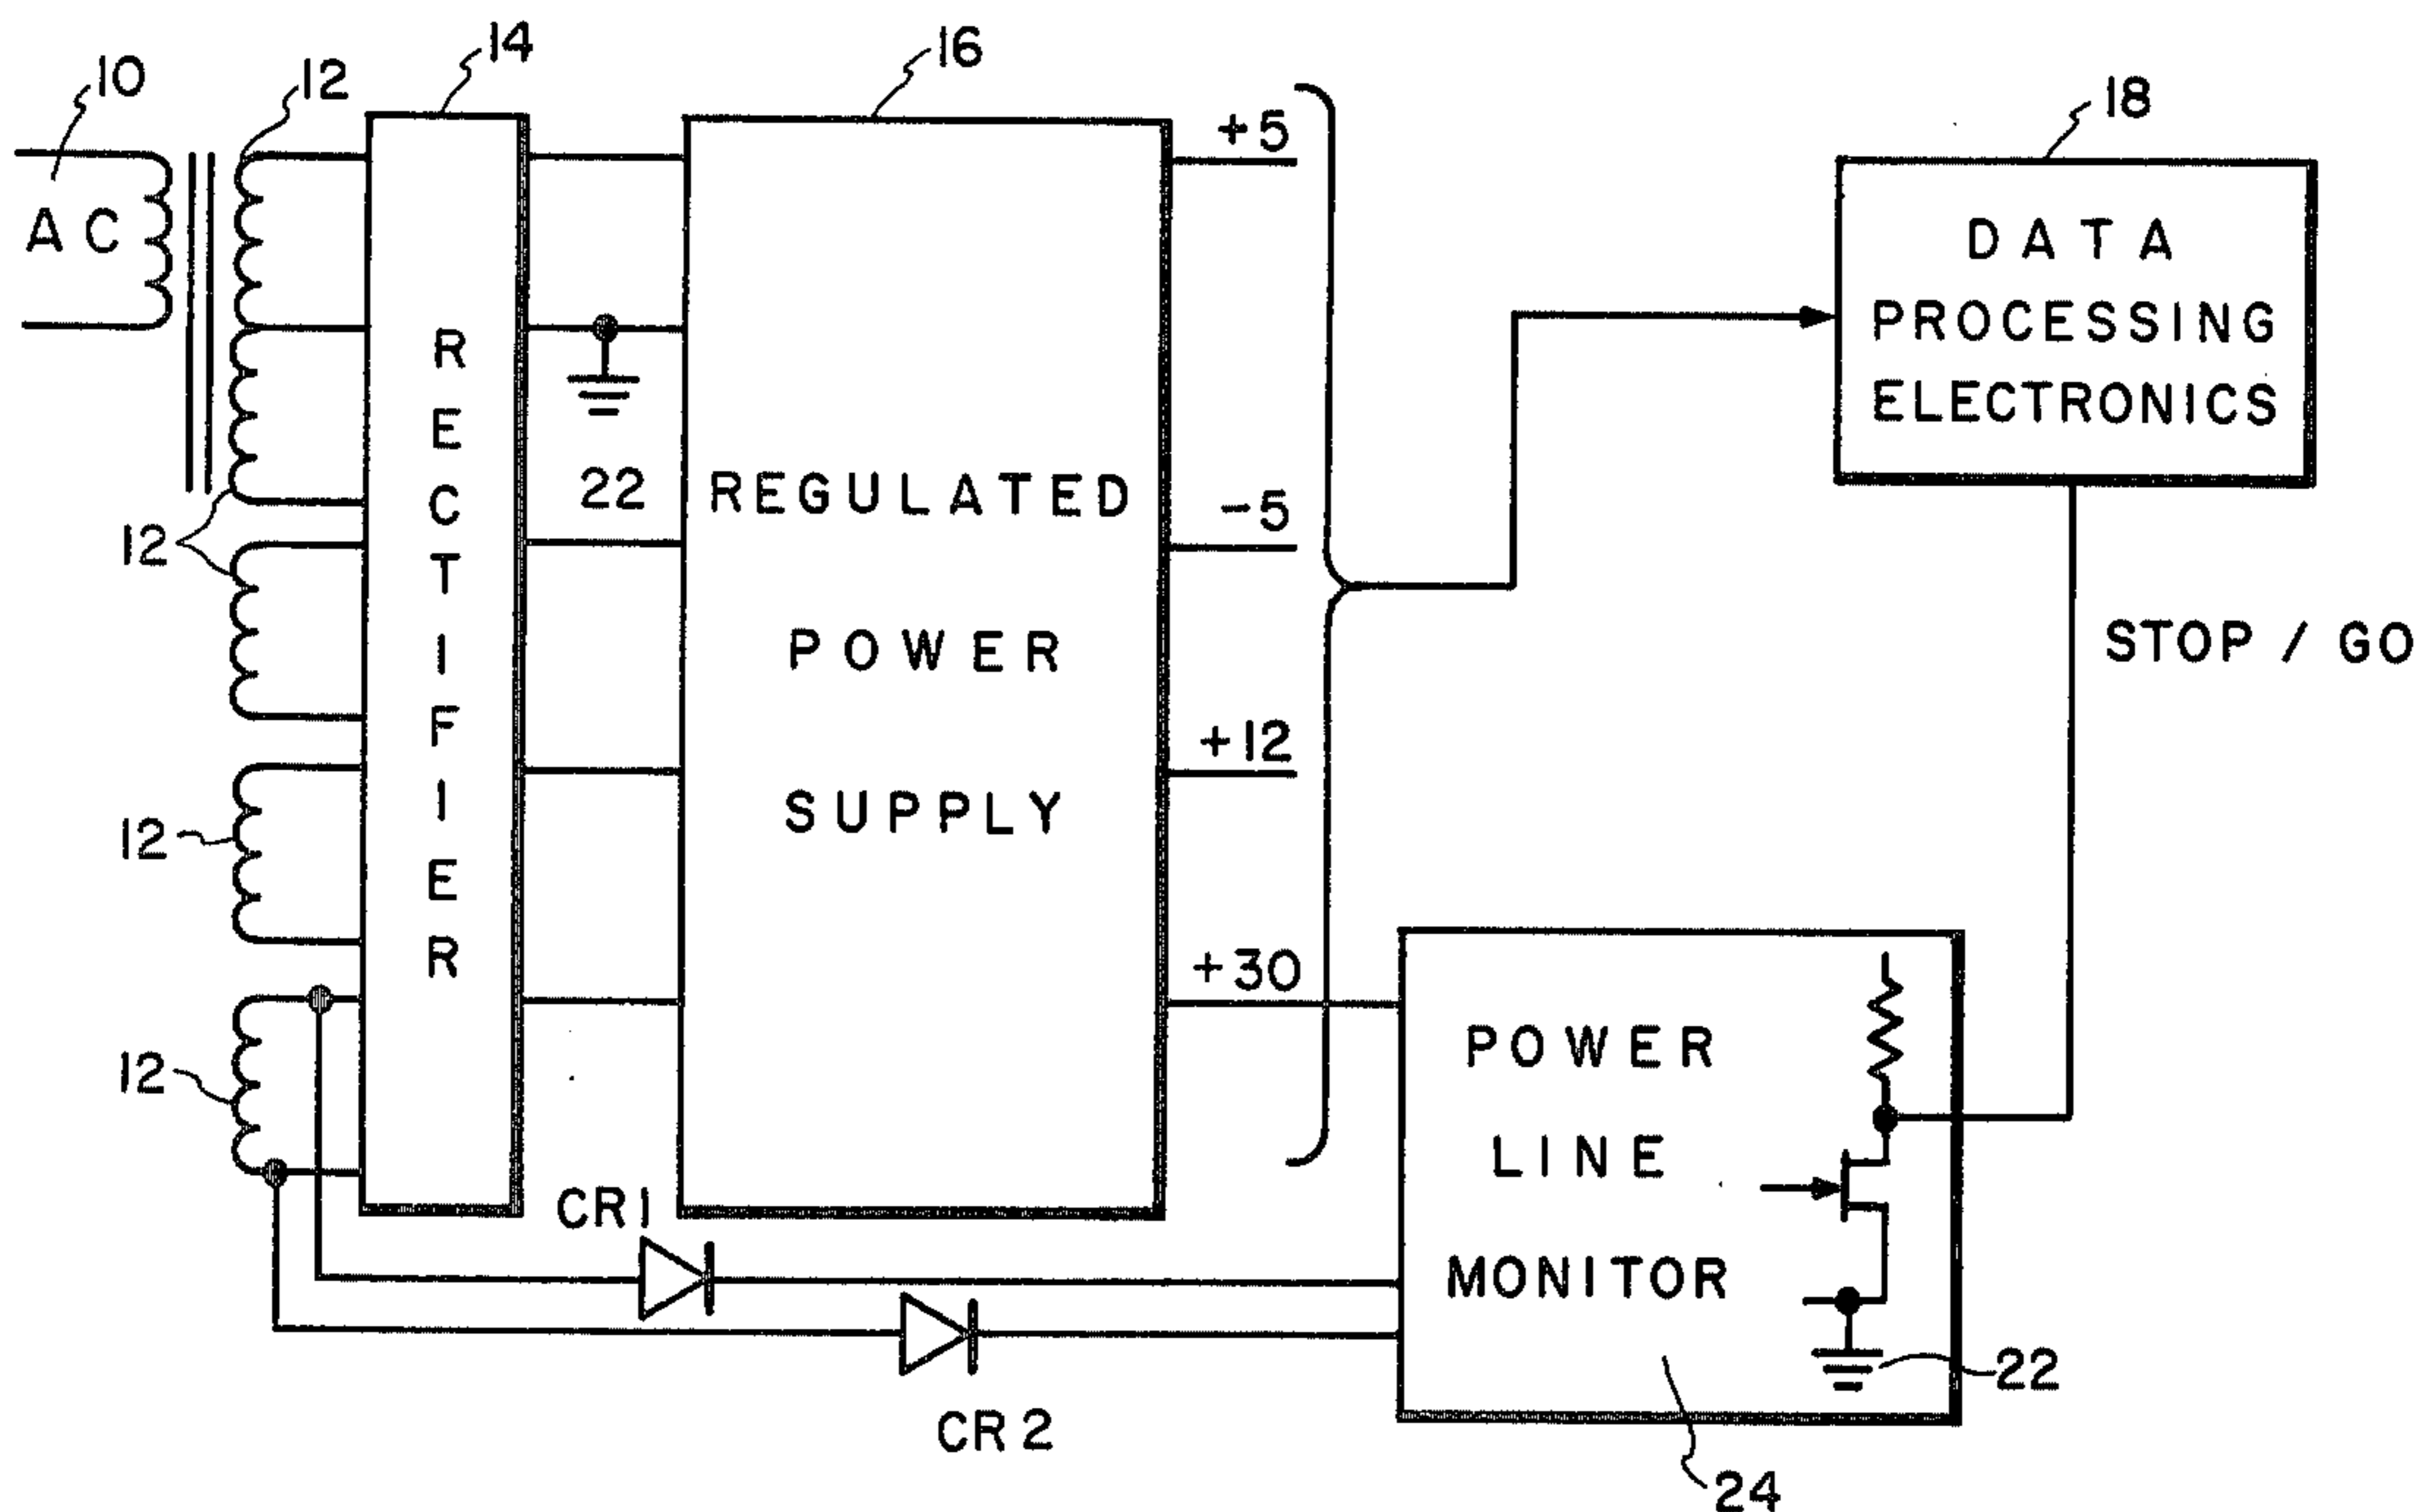 10
12
14
16
18
AC
RECTIFIER
22
REGULATED
POWER
SUPPLY
+5
-5
+12
+30
DATA
PROCESSING
ELECTRONICS
STOP / GO
12
12
12
CR1
CR2
POWER
LINE
MONITOR
22
24